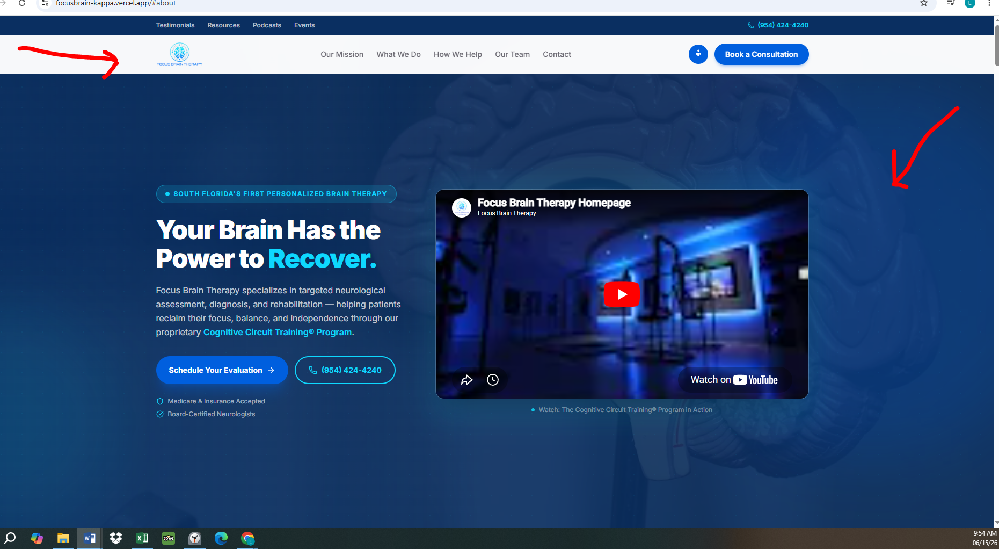 focusbrain-kappa.vercel.app/#about
L
Testimonials Resources Podcasts Events (954) 424-4240
FOCUS BRAIN THERAPY
Our Mission What We Do How We Help Our Team Contact
Book a Consultation
SOUTH FLORIDA'S FIRST PERSONALIZED BRAIN THERAPY
Your Brain Has the
Power to Recover.
Focus Brain Therapy specializes in targeted neurological
assessment, diagnosis, and rehabilitation — helping patients
reclaim their focus, balance, and independence through our
proprietary Cognitive Circuit Training® Program.
Schedule Your Evaluation → (954) 424-4240
Medicare & Insurance Accepted
Board-Certified Neurologists
Focus Brain Therapy Homepage
Focus Brain Therapy
Watch on YouTube
Watch: The Cognitive Circuit Training® Program in Action
9:54 AM
06/15/26